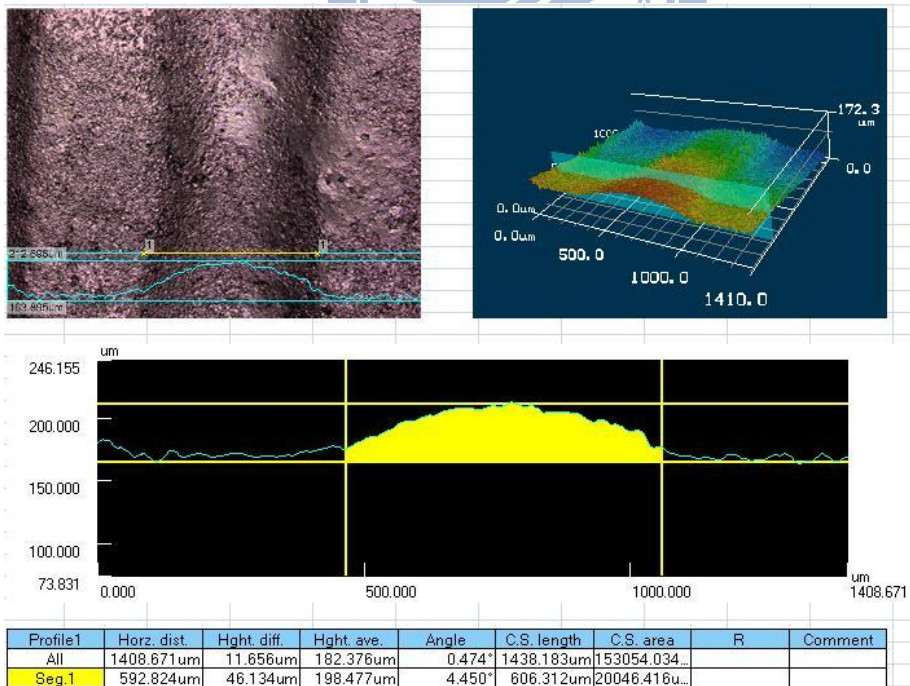 1 1
212.595um
163.895um
172.3
um
0.0
0.0um
0.0um
500.0
1000.0
1410.0
um
246.155
200.000
150.000
100.000
73.831
0.000 500.000 1000.000 um
1408.671
Profile1 Horz. dist. Hght. diff. Hght. ave. Angle C.S. length C.S. area R Comment
All 1408.671um 11.656um 182.376um 0.474° 1438.183um 153054.034...
Seg.1 592.824um 46.134um 198.477um 4.450° 606.312um 20046.416u...